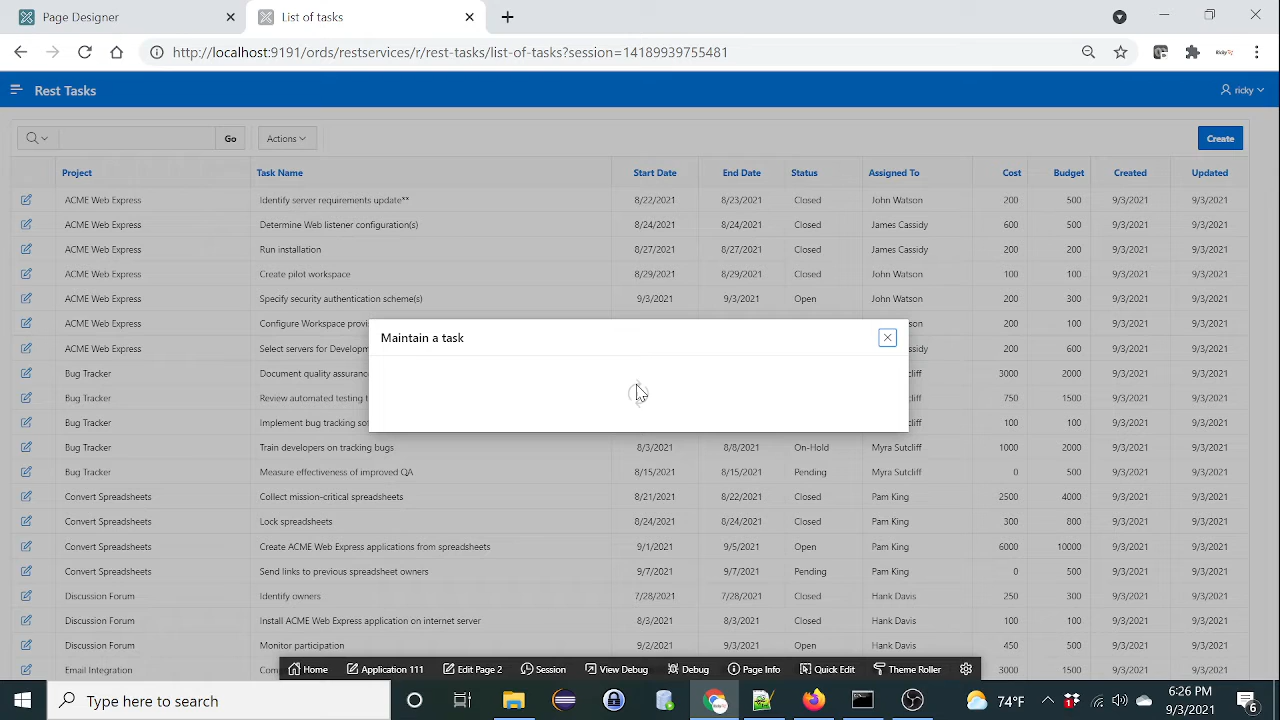 Page Designer
List of tasks
http://localhost:9191/ords/restservices/r/rest-tasks/list-of-tasks?session=14189939755481
Rest Tasks
ricky
Go
Actions
Create
Project Task Name Start Date End Date Status Assigned To Cost Budget Created Updated
ACME Web Express Identify server requirements update** 8/22/2021 8/23/2021 Closed John Watson 200 500 9/3/2021 9/3/2021
ACME Web Express Determine Web listener configuration(s) 8/24/2021 8/24/2021 Closed James Cassidy 600 500 9/3/2021 9/3/2021
ACME Web Express Run installation 8/27/2021 8/27/2021 Closed James Cassidy 200 200 9/3/2021 9/3/2021
ACME Web Express Create pilot workspace 8/29/2021 8/29/2021 Closed John Watson 100 100 9/3/2021 9/3/2021
ACME Web Express Specify security authentication scheme(s) 9/3/2021 9/3/2021 Open John Watson 200 300 9/3/2021 9/3/2021
ACME Web Express Configure Workspace 200 100 9/3/2021 9/3/2021
Maintain a task
ACME Web Express Select servers for 200 600 9/3/2021 9/3/2021
Bug Tracker Document quality 3000 2000 9/3/2021 9/3/2021
Bug Tracker Review automated testing 750 1500 9/3/2021 9/3/2021
Bug Tracker Implement bug tracking 100 100 9/3/2021 9/3/2021
Bug Tracker Train developers on tracking bugs 8/3/2021 8/8/2021 On-Hold Myra Sutcliff 1000 2000 9/3/2021 9/3/2021
Bug Tracker Measure effectiveness of improved QA 8/15/2021 8/15/2021 Pending Myra Sutcliff 0 500 9/3/2021 9/3/2021
Convert Spreadsheets Collect mission-critical spreadsheets 8/21/2021 8/22/2021 Closed Pam King 2500 4000 9/3/2021 9/3/2021
Convert Spreadsheets Lock spreadsheets 8/24/2021 8/24/2021 Closed Pam King 300 800 9/3/2021 9/3/2021
Convert Spreadsheets Create ACME Web Express applications from spreadsheets 9/1/2021 9/5/2021 Open Pam King 6000 10000 9/3/2021 9/3/2021
Convert Spreadsheets Send links to previous spreadsheet owners 9/7/2021 9/7/2021 Pending Pam King 0 500 9/3/2021 9/3/2021
Discussion Forum Identify owners 7/28/2021 7/28/2021 Closed Hank Davis 250 300 9/3/2021 9/3/2021
Discussion Forum Install ACME Web Express application on internet server 8/3/2021 8/3/2021 Closed Hank Davis 100 100 9/3/2021 9/3/2021
Discussion Forum Monitor participation 9/2/2021 9/3/2021 Open Hank Davis 450 500 9/3/2021 9/3/2021
Email Integration 3000 1500 9/3/2021 9/3/2021
Home Application 111 Edit Page 2 Session View Debug Debug Page Info Quick Edit Theme Roller
Type here to search
74°F
6:26 PM
9/3/2021
6